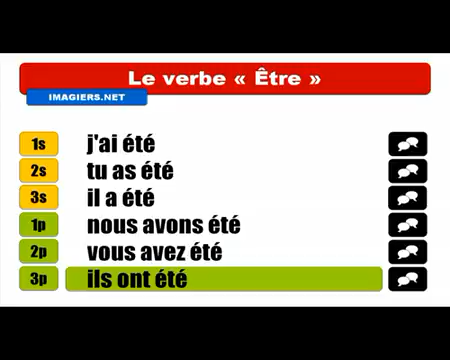 Le verbe « Être »
IMAGIERS.NET
1s j'ai été
2s tu as été
3s il a été
1p nous avons été
2p vous avez été
3p ils ont été